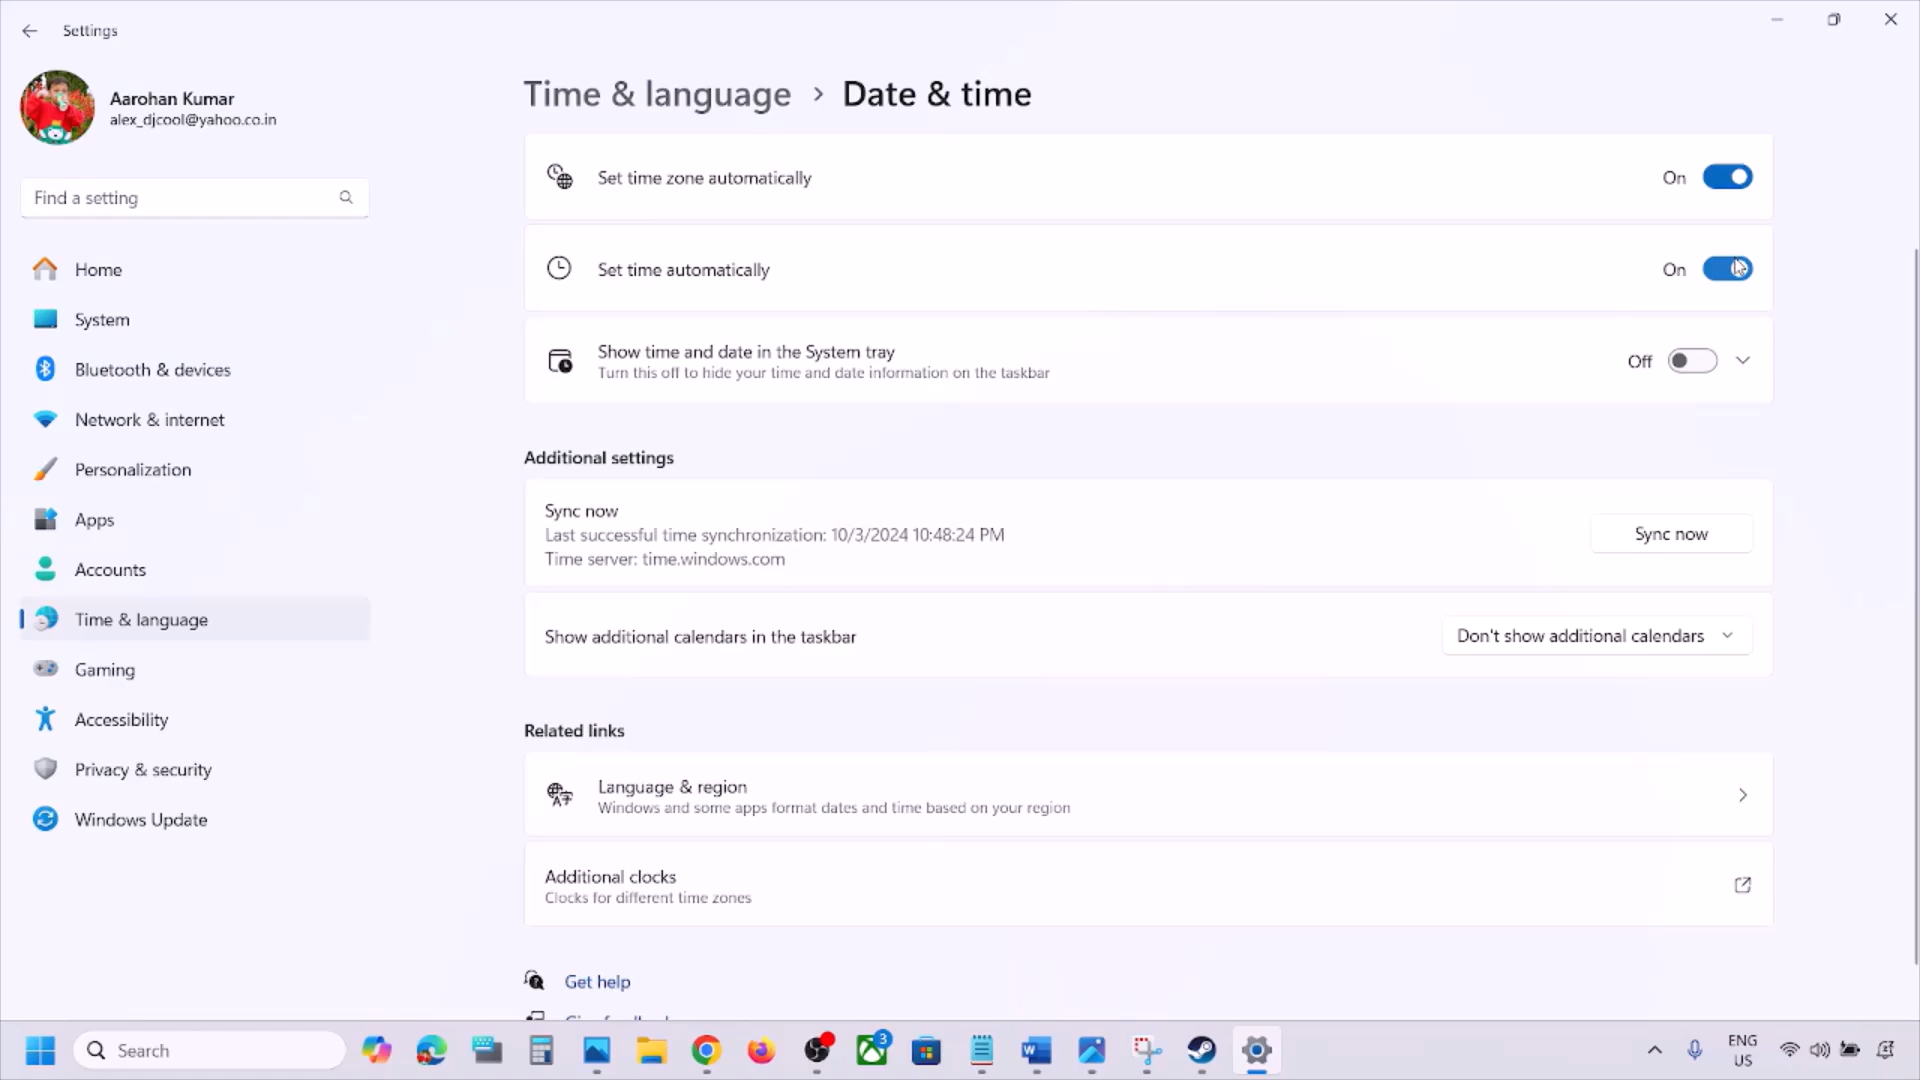 Settings
Aarohan Kumar
alex_djcool@yahoo.co.in
Find a setting
Home
System
Bluetooth & devices
Network & internet
Personalization
Apps
Accounts
Time & language
Gaming
Accessibility
Privacy & security
Windows Update
Time & language > Date & time
Set time zone automatically
On
Set time automatically
On
Show time and date in the System tray
Turn this off to hide your time and date information on the taskbar
Off
Additional settings
Sync now
Last successful time synchronization: 10/3/2024 10:48:24 PM
Time server: time.windows.com
Sync now
Show additional calendars in the taskbar
Don't show additional calendars
Related links
Language & region
Windows and some apps format dates and time based on your region
Additional clocks
Clocks for different time zones
Get help
Search
3
ENG
US